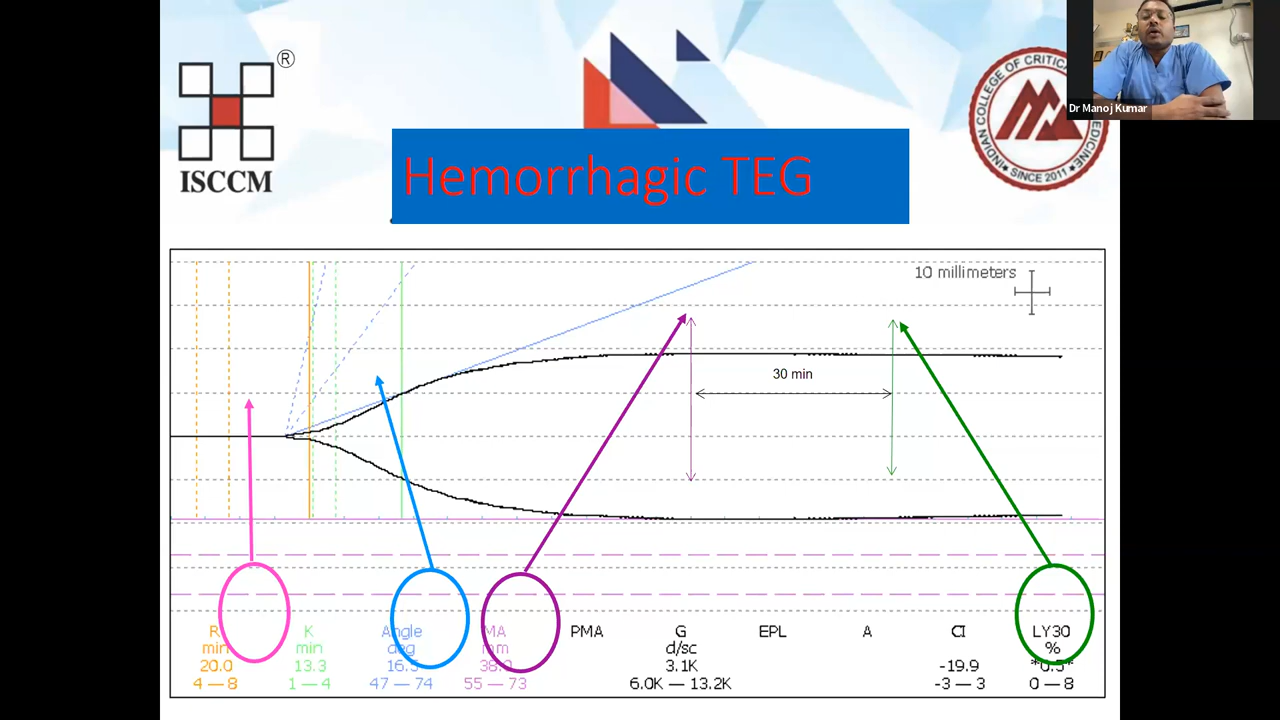 Dr Manoj Kumar
®
ISCCM
INDIAN COLLEGE OF CRITICAL MEDICINE
★ SINCE 2011 ★
Hemorrhagic TEG
10 millimeters
30 min
R K Angle MA PMA G EPL A CI LY30
min min deg mm d/sc %
20.0 13.3 16.5 38.0 3.1K -19.9 *0.5*
4 — 8 1 — 4 47 — 74 55 — 73 6.0K — 13.2K -3 — 3 0 — 8